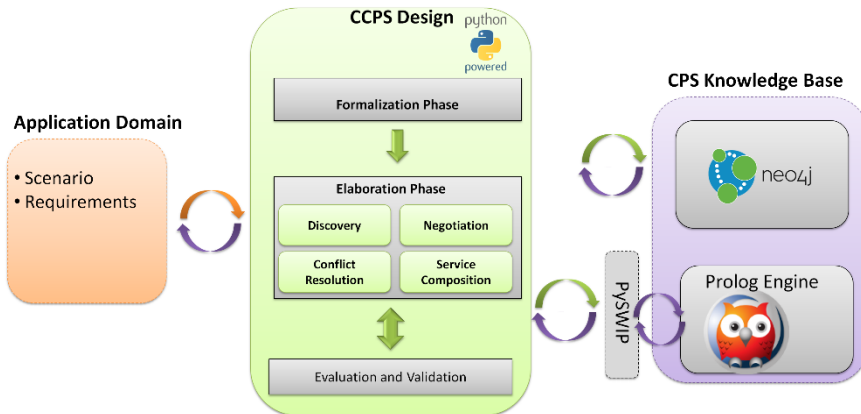 CCPS Design
python
powered
Formalization Phase
CPS Knowledge Base
Application Domain
• Scenario
• Requirements
Elaboration Phase
Discovery
Negotiation
Conflict
Resolution
Service
Composition
neo4j
PySWIP
Prolog Engine
Evaluation and Validation